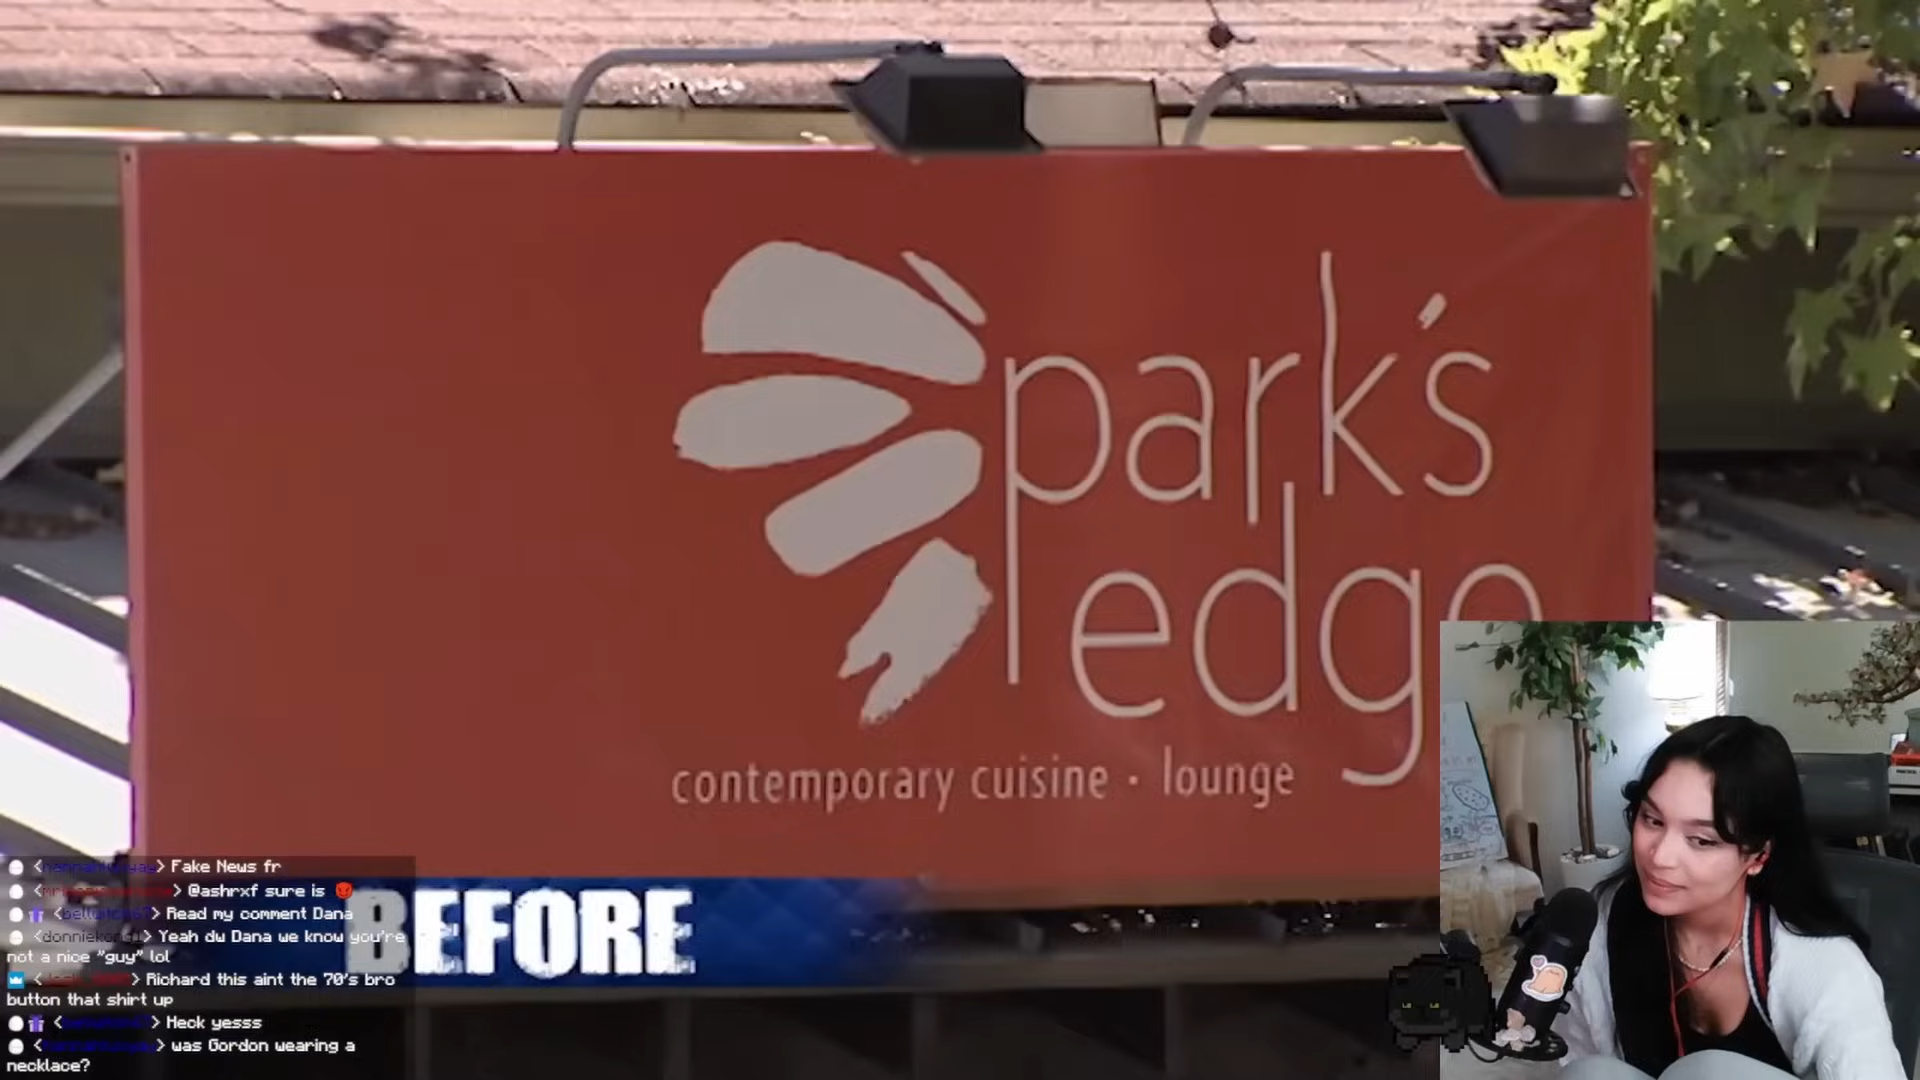 park's
edge
contemporary cuisine · lounge
BEFORE
Fake News fr
@ashrxf sure is
Read my comment Dana
Yeah dw Dana we know you're
not a nice "guy" lol
Richard this aint the 70's bro
button that shirt up
Heck yesss
was Gordon wearing a
necklace?